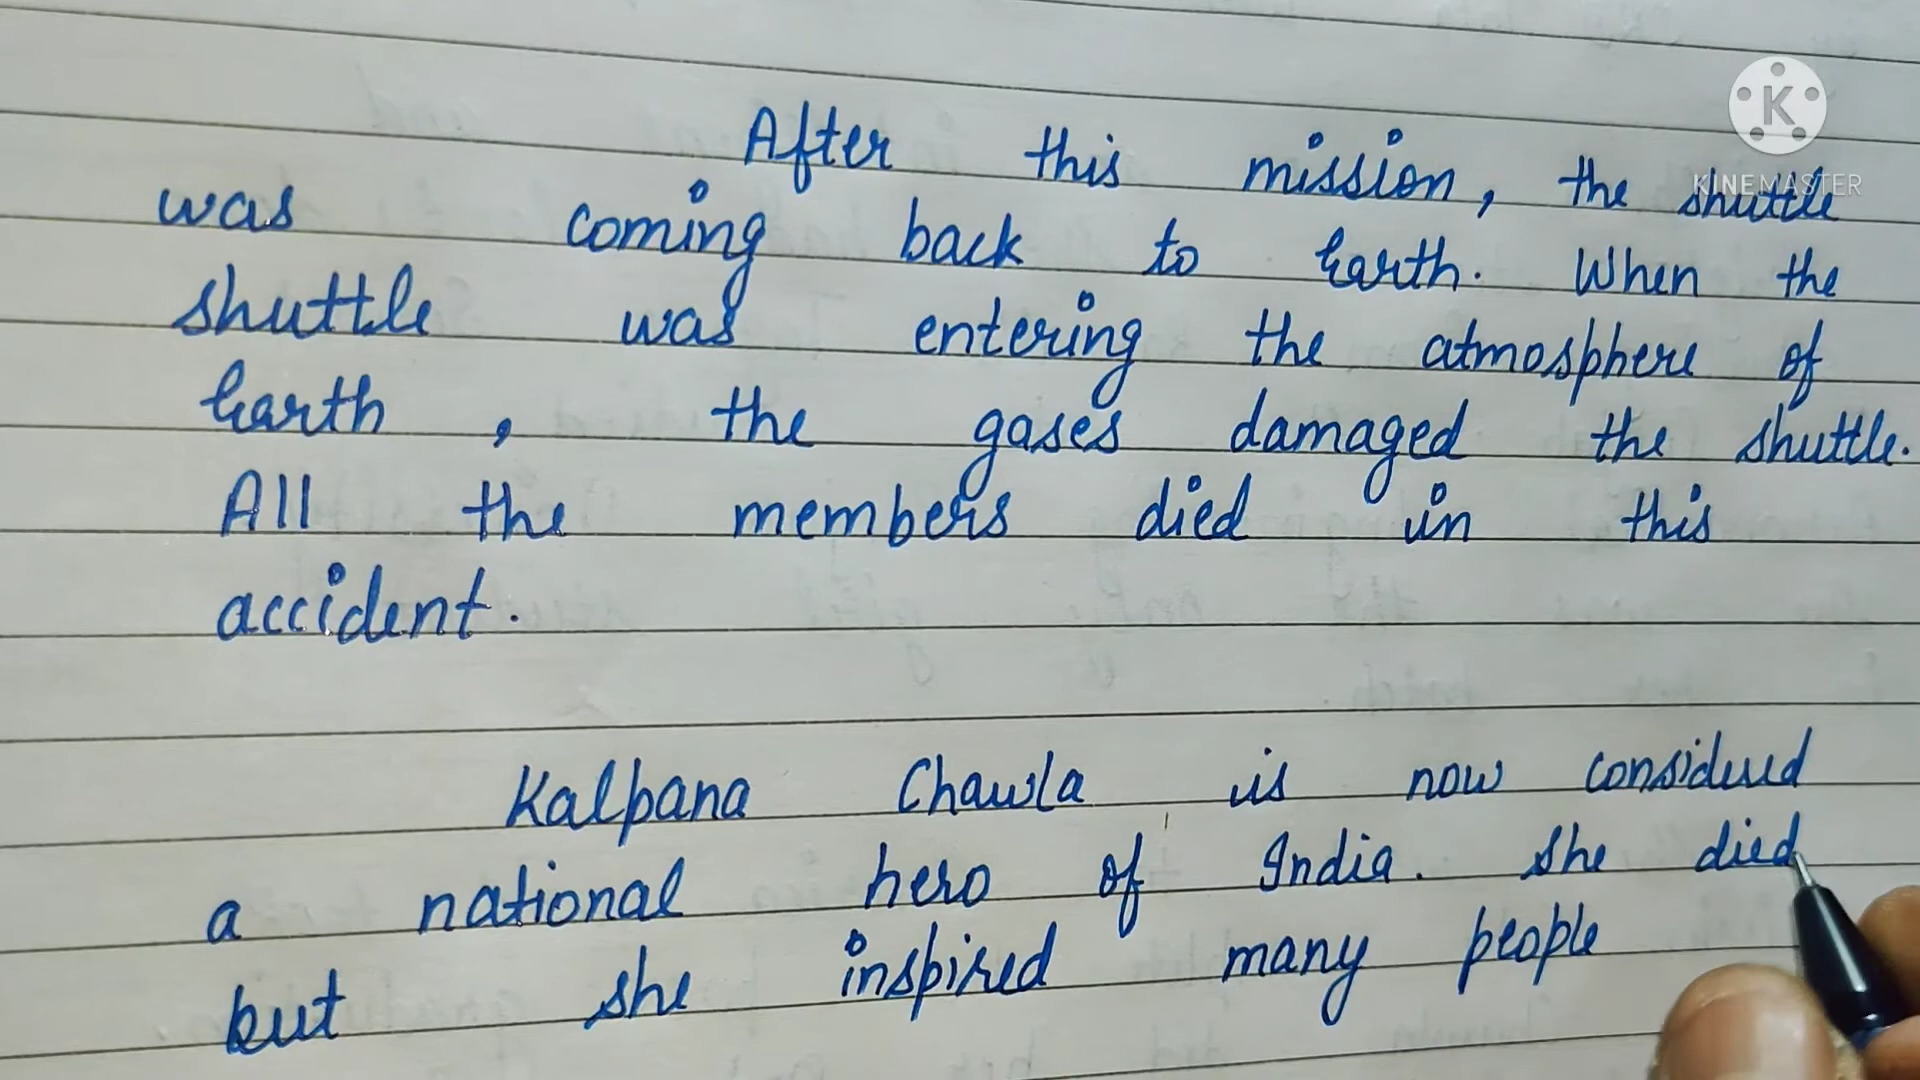 After this mission, the shuttle
was coming back to Earth. When the
shuttle was entering the atmosphere of
Earth, the gases damaged the shuttle.
All the members died in this
accident.
Kalpana Chawla is now considered
a national hero of India. She died
but she inspired many people
K
KINEMASTER